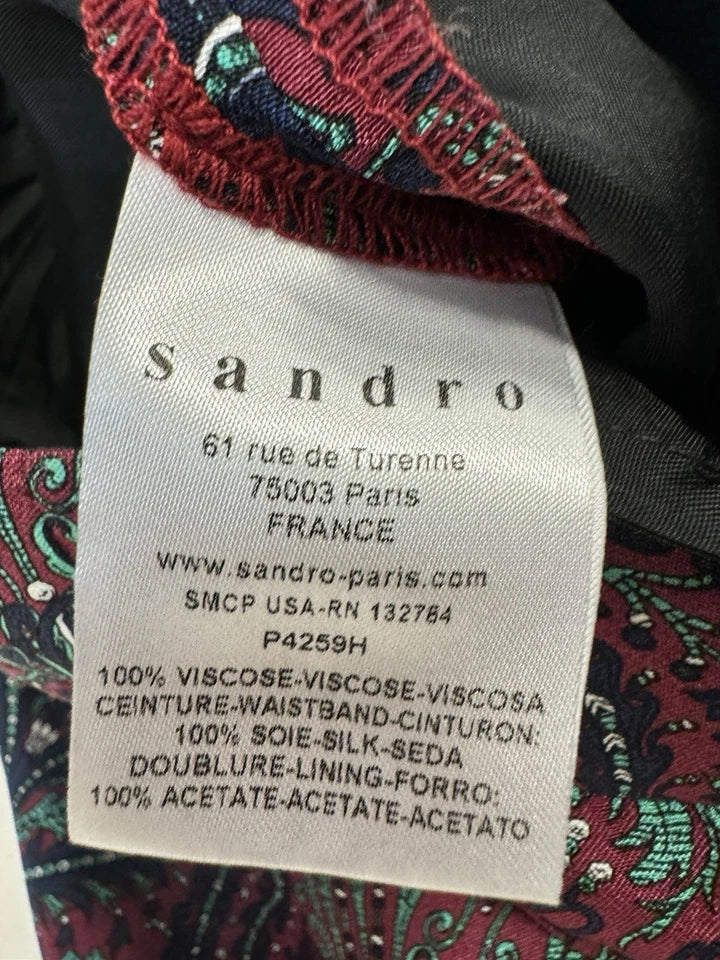 sandro
61 rue de Turenne
75003 Paris
FRANCE
www.sandro-paris.com
SMCP USA-RN 132764
P4259H
100% VISCOSE-VISCOSE-VISCOSA
CEINTURE-WAISTBAND-CINTURON:
100% SOIE-SILK-SEDA
DOUBLURE-LINING-FORRO:
100% ACETATE-ACETATE-ACETATO